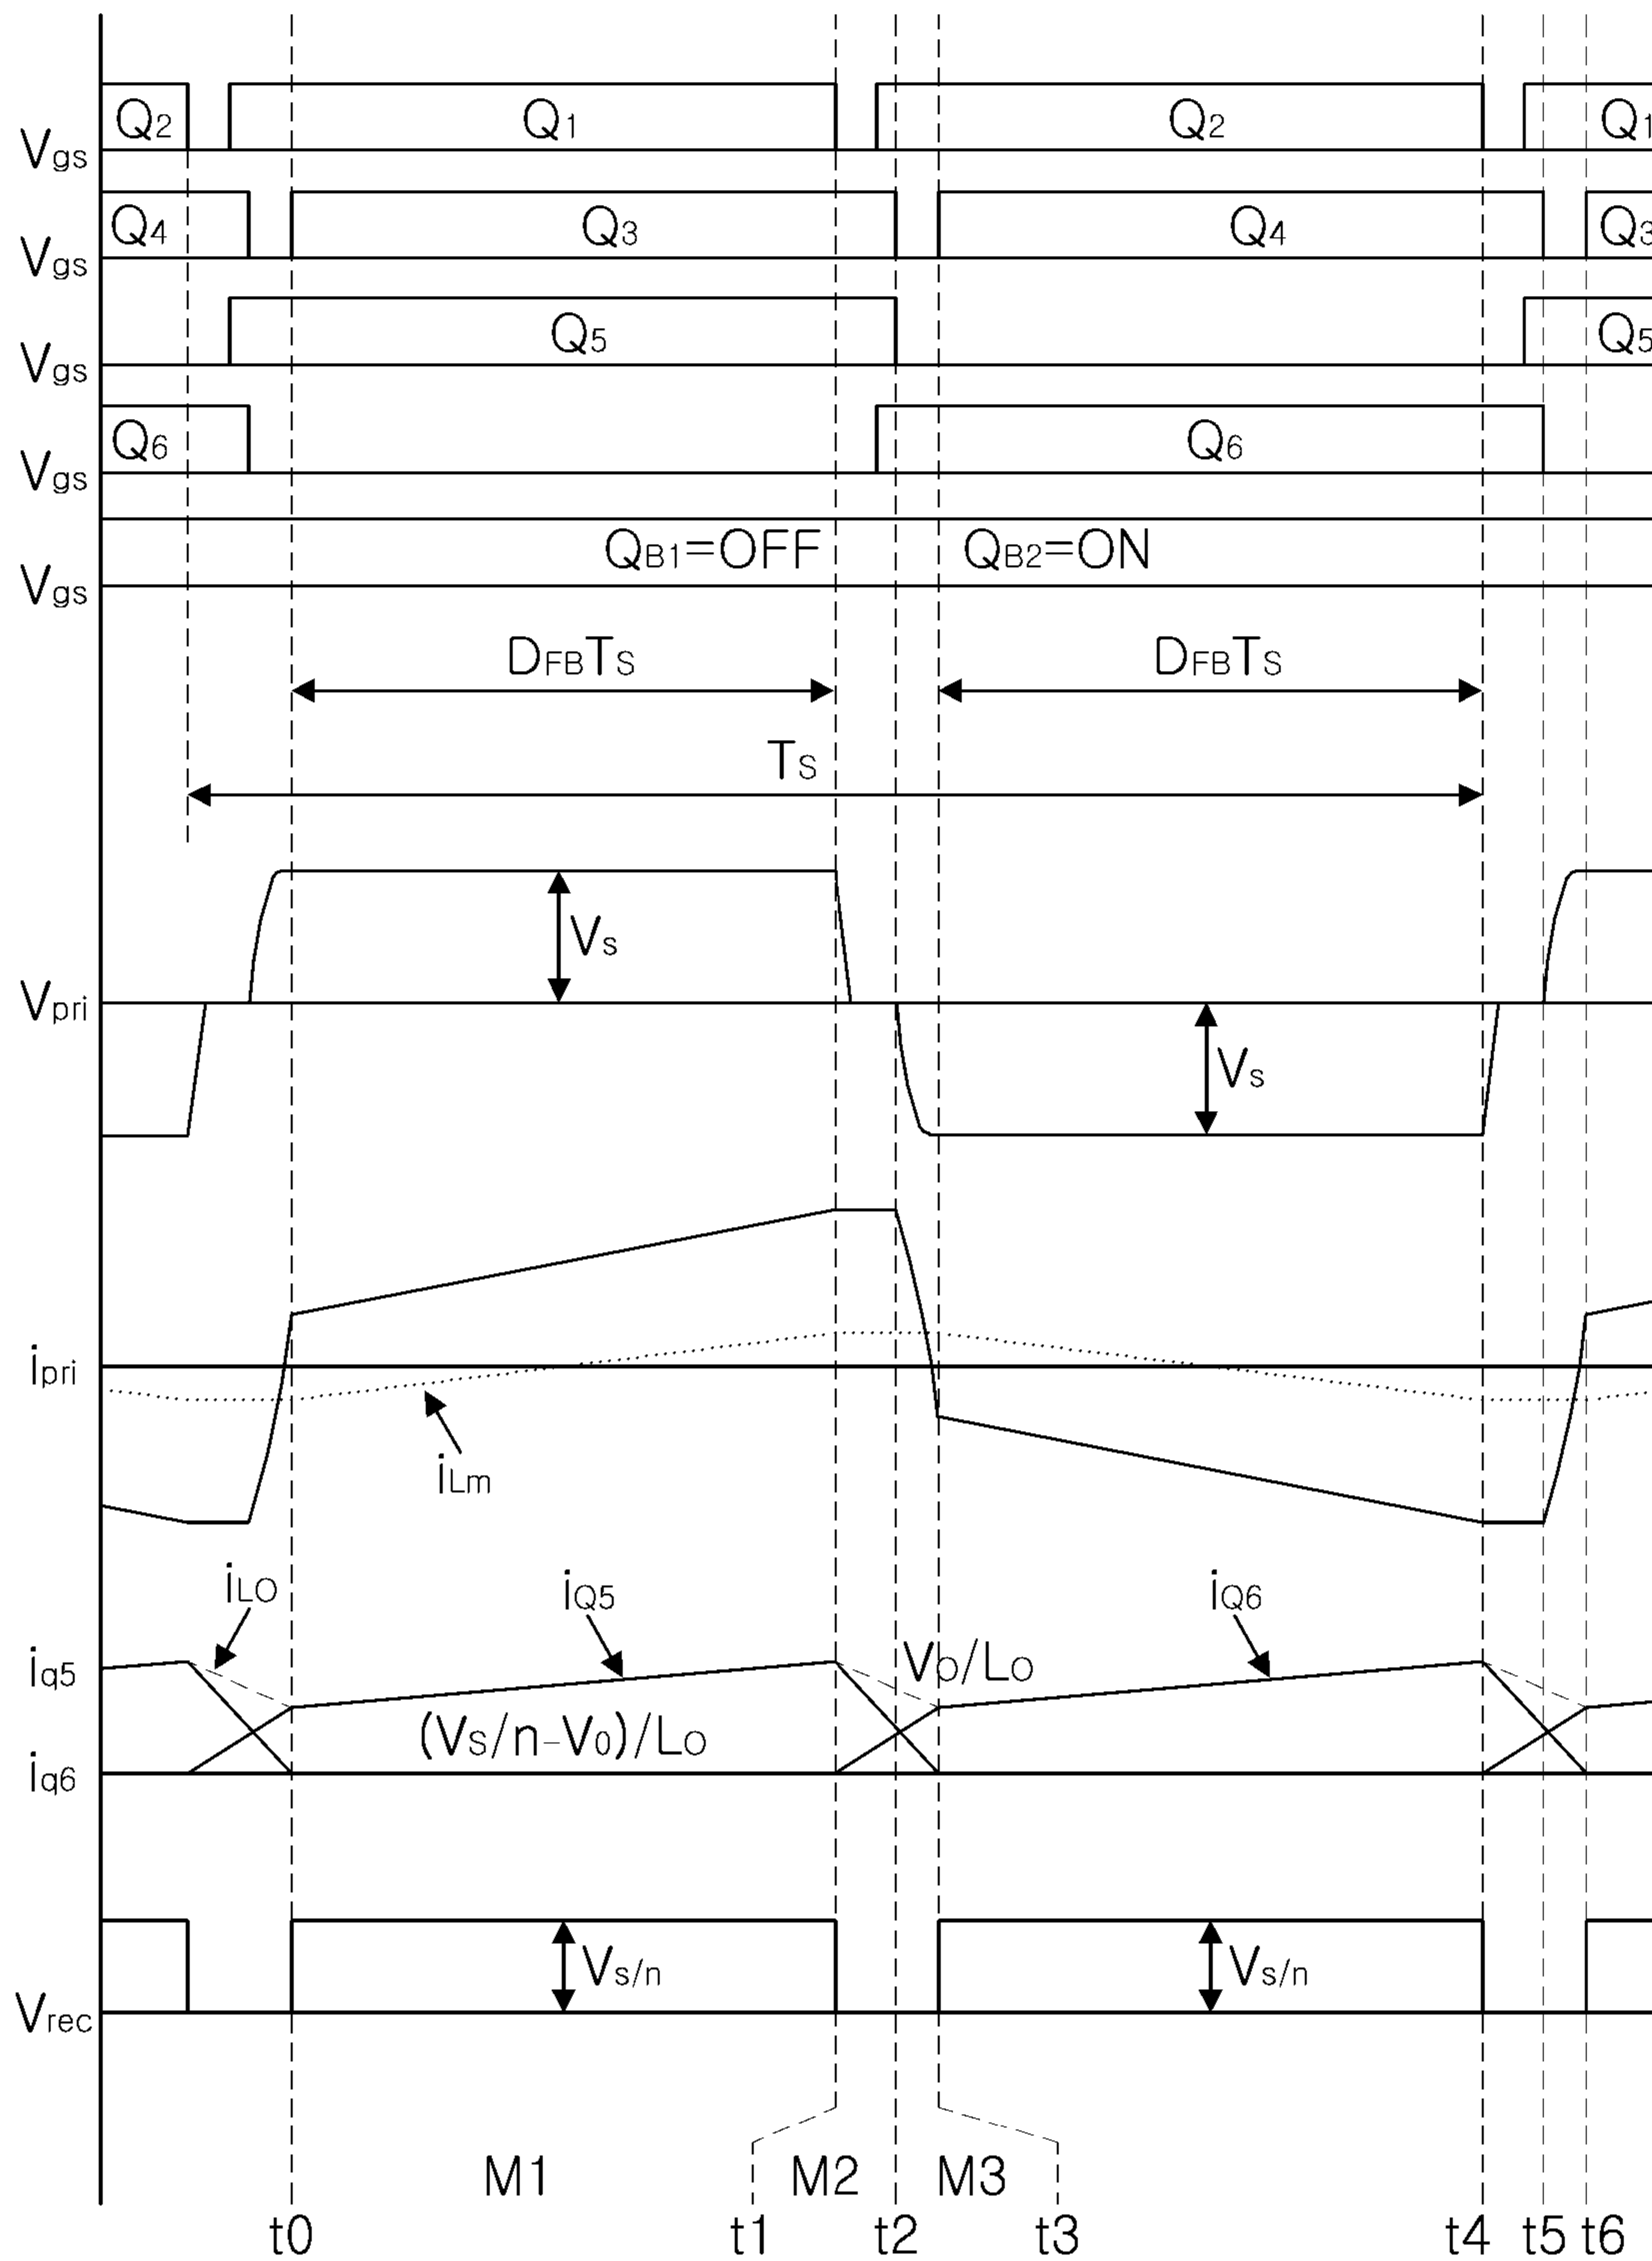 Vgs Q2 Q1 Q2 Q1
Vgs Q4 Q3 Q4 Q3
Vgs Q5 Q5
Vgs Q6 Q6
Vgs QB1=OFF QB2=ON
DFBTS DFBTS
TS
Vs
Vpri
Vs
ipri
iLm
iLO iQ5 iQ6
iq5 VO/LO
(VS/n-V0)/LO
iq6
Vs/n Vs/n
Vrec
M1 M2 M3
t0 t1 t2 t3 t4 t5 t6